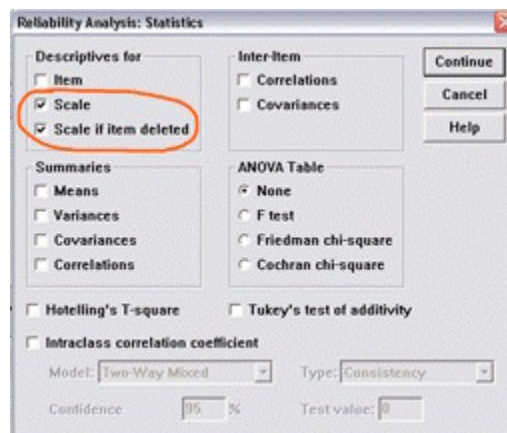 Reliability Analysis: Statistics
Descriptives for
Item
Scale
Scale if item deleted
Inter-Item
Correlations
Covariances
Continue
Cancel
Help
Summaries
Means
Variances
Covariances
Correlations
ANOVA Table
None
F test
Friedman chi-square
Cochran chi-square
Hotelling's T-square
Tukey's test of additivity
Intraclass correlation coefficient
Model: Two-Way Mixed
Type: Consistency
Confidence 95 %
Test value: 0